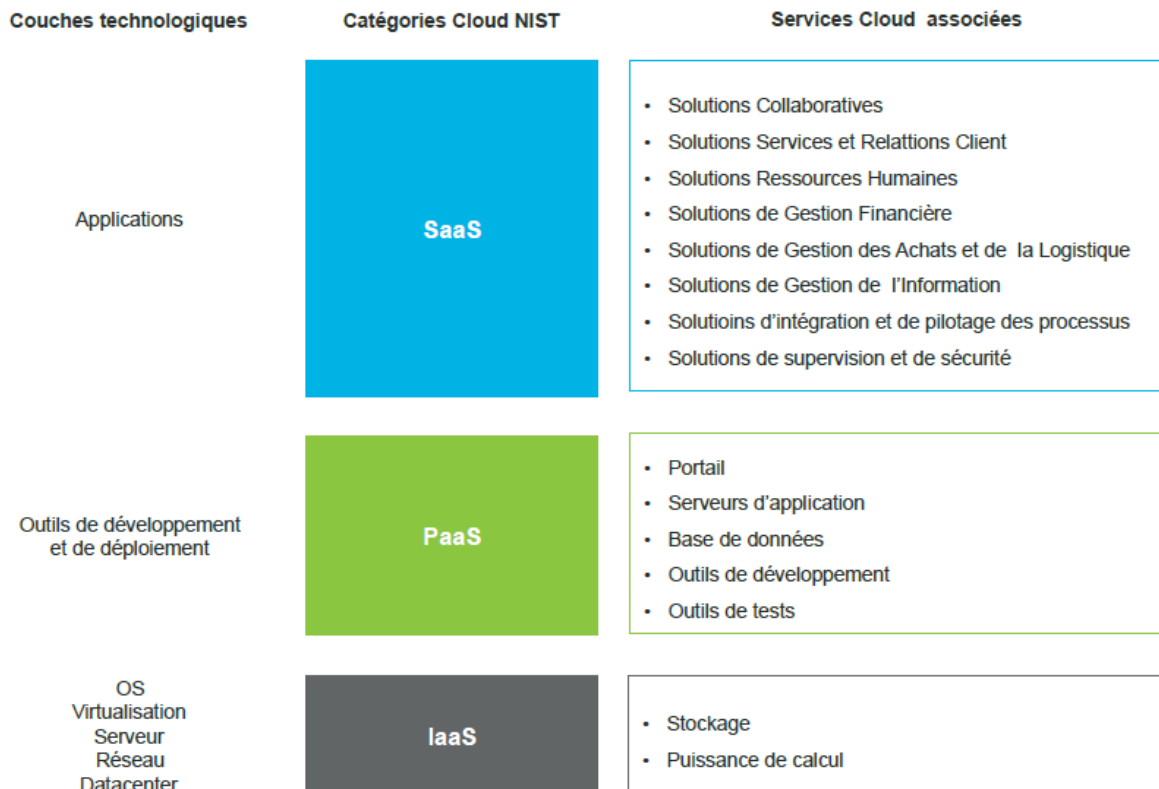 Couches technologiques
Catégories Cloud NIST
Services Cloud associées
Applications
SaaS
• Solutions Collaboratives
• Solutions Services et Relattions Client
• Solutions Ressources Humaines
• Solutions de Gestion Financière
• Solutions de Gestion des Achats et de la Logistique
• Solutions de Gestion de l'Information
• Solutioins d'intégration et de pilotage des processus
• Solutions de supervision et de sécurité
Outils de développement
et de déploiement
PaaS
• Portail
• Serveurs d'application
• Base de données
• Outils de développement
• Outils de tests
OS
Virtualisation
Serveur
Réseau
Datacenter
IaaS
• Stockage
• Puissance de calcul